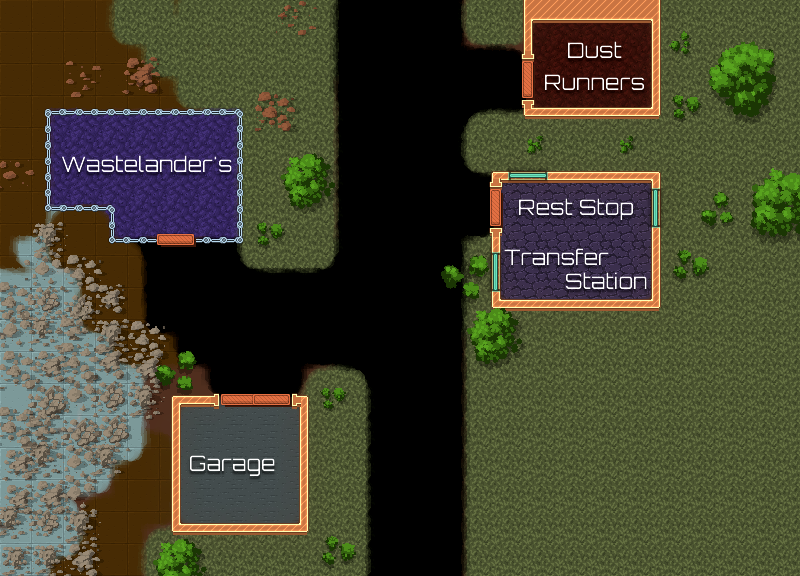 Dust
Runners
Wastelander's
Rest Stop
Transfer
Station
Garage